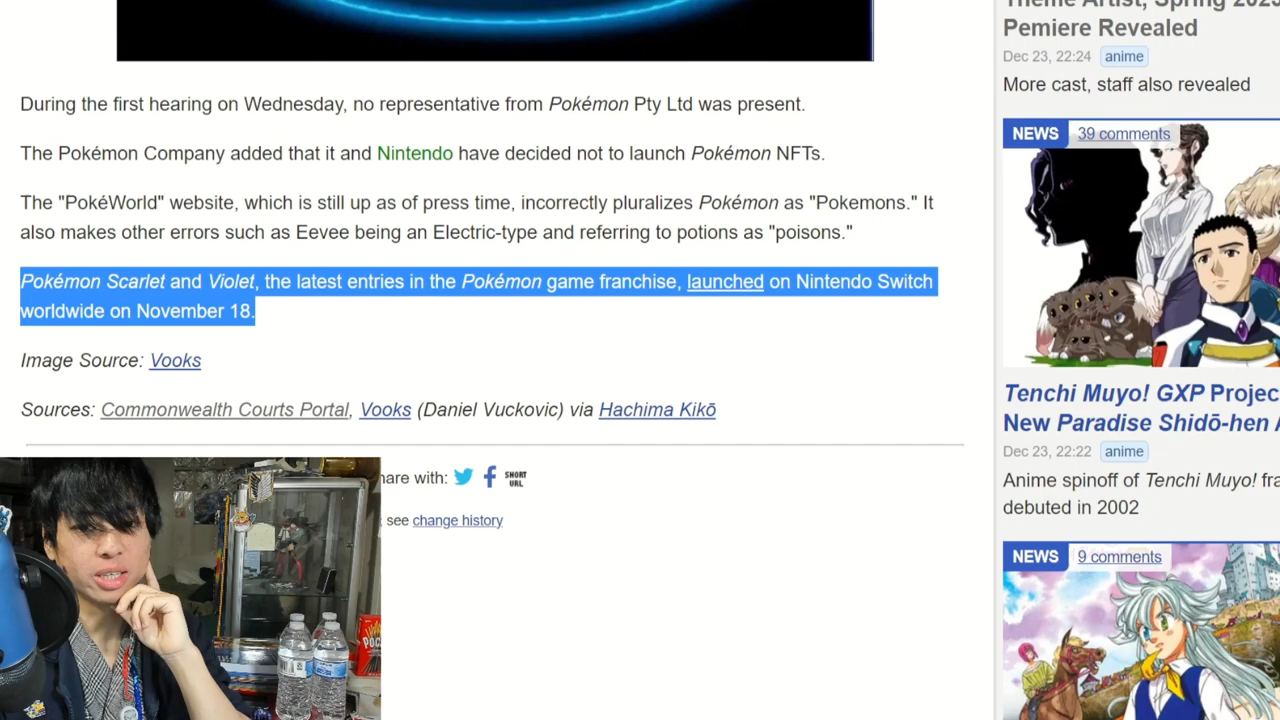 During the first hearing on Wednesday, no representative from Pokémon Pty Ltd was present.
The Pokémon Company added that it and Nintendo have decided not to launch Pokémon NFTs.
The "PokéWorld" website, which is still up as of press time, incorrectly pluralizes Pokémon as "Pokemons." It
also makes other errors such as Eevee being an Electric-type and referring to potions as "poisons."
Pokémon Scarlet and Violet, the latest entries in the Pokémon game franchise, launched on Nintendo Switch
worldwide on November 18.
Image Source: Vooks
Sources: Commonwealth Courts Portal, Vooks (Daniel Vuckovic) via Hachima Kikō
are with:
SHORT
URL
see change history
Theme Artist, Spring 2023
Pemiere Revealed
Dec 23, 22:24 anime
More cast, staff also revealed
NEWS 39 comments
Tenchi Muyo! GXP Projec
New Paradise Shidō-hen
Dec 23, 22:22 anime
Anime spinoff of Tenchi Muyo! fra
debuted in 2002
NEWS 9 comments